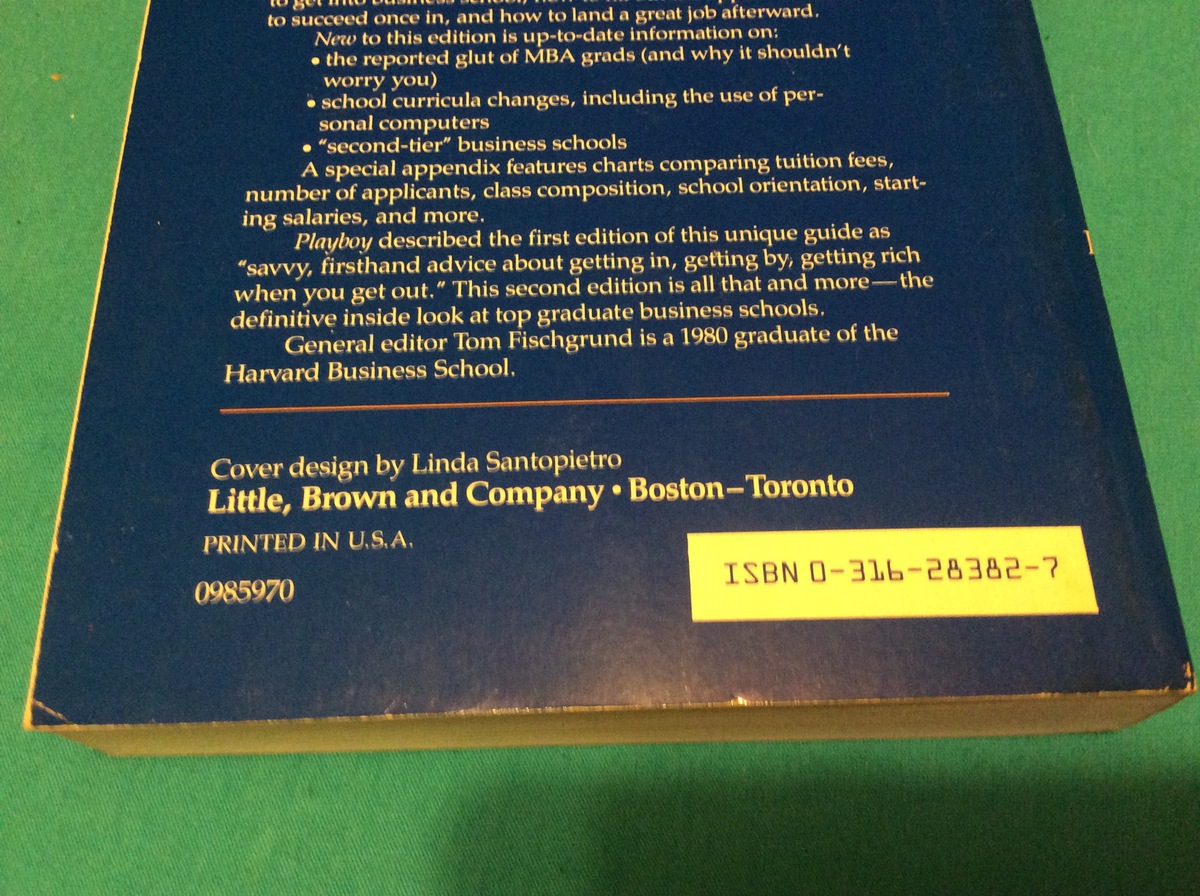 to get into business school, how to
to succeed once in, and how to land a great job afterward.
New to this edition is up-to-date information on:
• the reported glut of MBA grads (and why it shouldn't
worry you)
• school curricula changes, including the use of per-
sonal computers
• "second-tier" business schools
A special appendix features charts comparing tuition fees,
number of applicants, class composition, school orientation, start-
ing salaries, and more.
Playboy described the first edition of this unique guide as
"savvy, firsthand advice about getting in, getting by, getting rich
when you get out." This second edition is all that and more—the
definitive inside look at top graduate business schools.
General editor Tom Fischgrund is a 1980 graduate of the
Harvard Business School.
Cover design by Linda Santopietro
Little, Brown and Company • Boston–Toronto
PRINTED IN U.S.A.
0985970
ISBN 0-316-28382-7